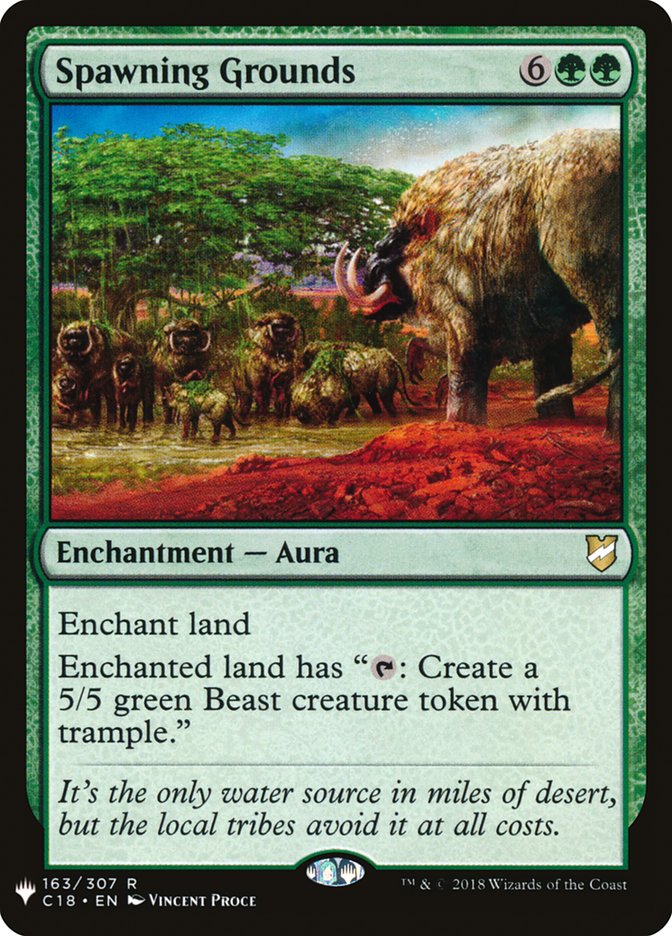 Spawning Grounds 6
Enchantment — Aura
Enchant land
Enchanted land has “: Create a
5/5 green Beast creature token with
trample.”
It's the only water source in miles of desert,
but the local tribes avoid it at all costs.
163/307 R
C18 • EN Vincent Proce
™ & © 2018 Wizards of the Coast